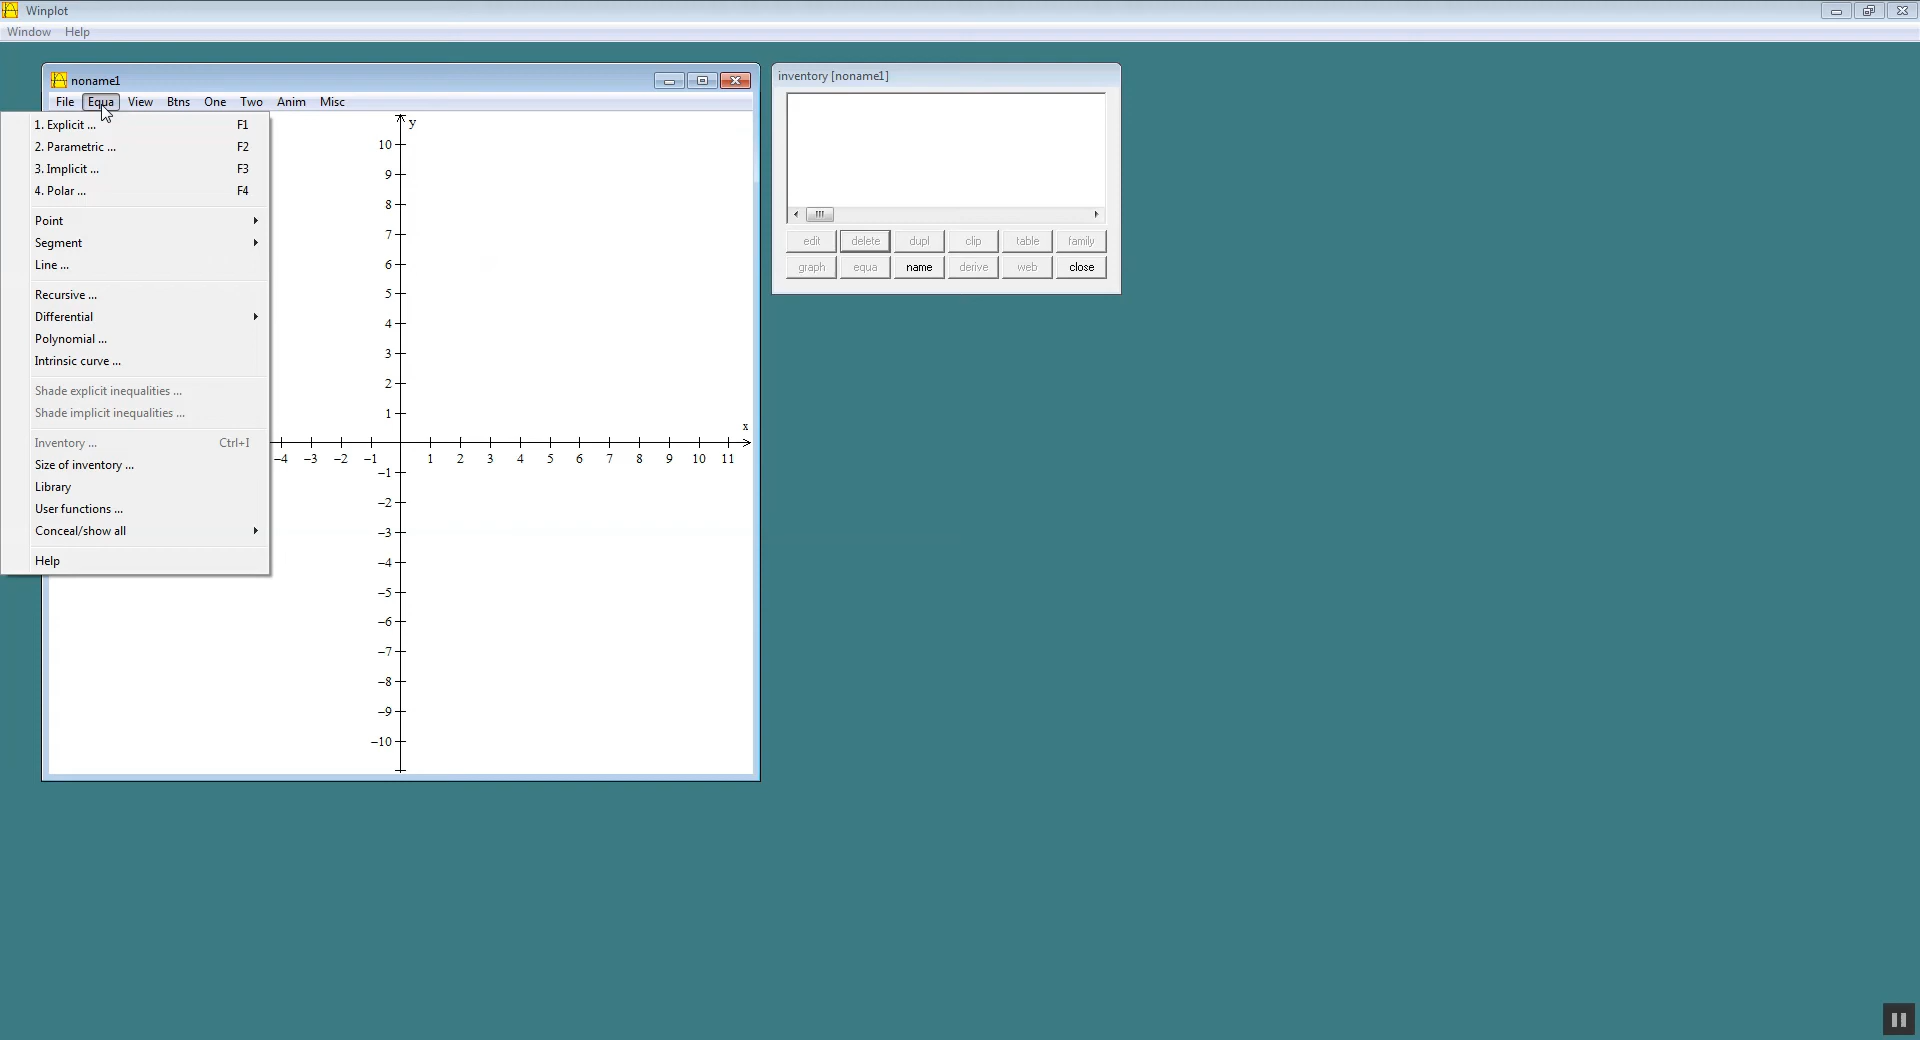 Winplot
Window Help
noname1
File Equa View Btns One Two Anim Misc
1. Explicit ... F1
2. Parametric ... F2
3. Implicit ... F3
4. Polar ... F4
Point
Segment
Line ...
Recursive ...
Differential
Polynomial ...
Intrinsic curve ...
Shade explicit inequalities ...
Shade implicit inequalities ...
Inventory ... Ctrl+I
Size of inventory ...
Library
User functions ...
Conceal/show all
Help
y
10
9
8
7
6
5
4
3
2
1
x
–4 –3 –2 –1 1 2 3 4 5 6 7 8 9 10 11
–1
–2
–3
–4
–5
–6
–7
–8
–9
–10
inventory [noname1]
edit delete dupl clip table family
graph equa name derive web close